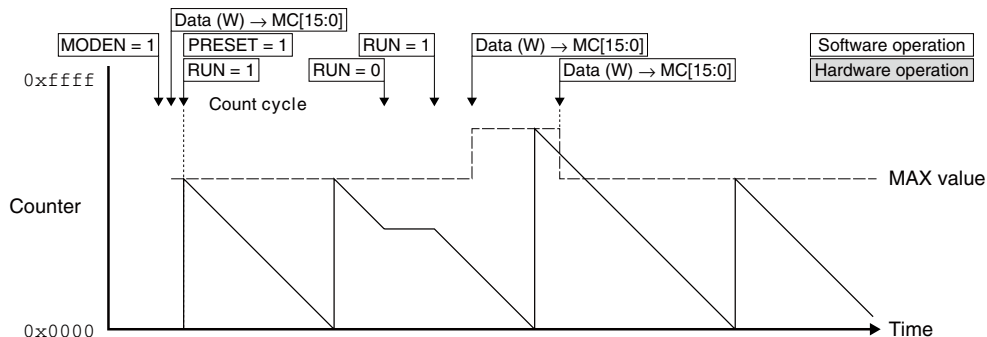 Data (W) → MC[15:0]
MODEN = 1
PRESET = 1
RUN = 1
Data (W) → MC[15:0]
Software operation
RUN = 1
RUN = 0
Data (W) → MC[15:0]
Hardware operation
0xffff
Count cycle
MAX value
Counter
0x0000
Time